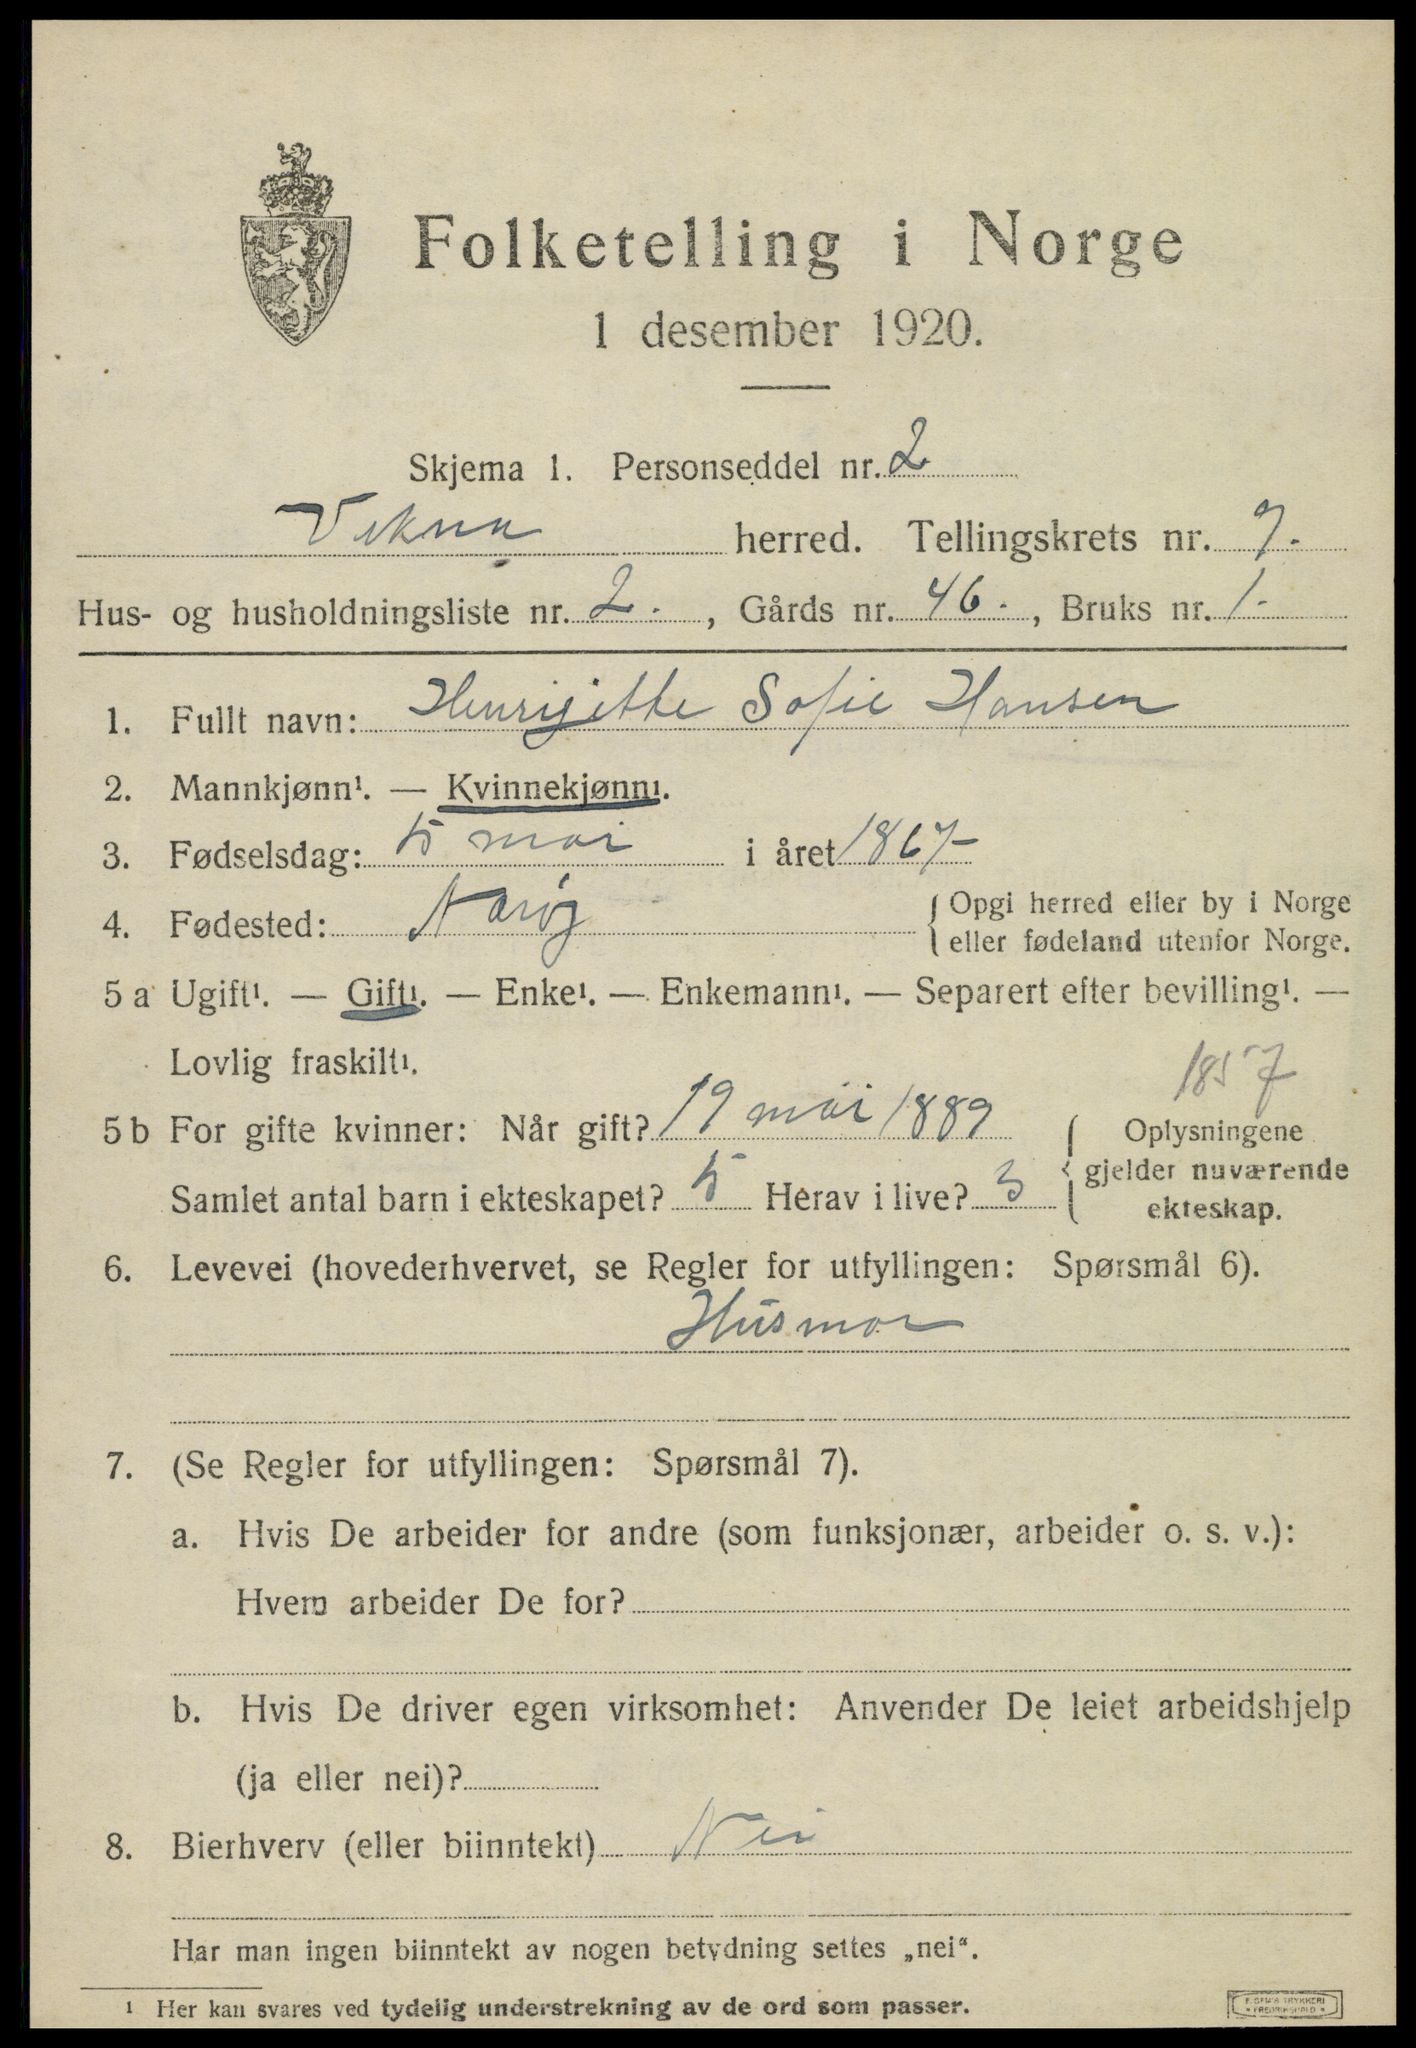 Folketelling i Norge
1 desember 1920.
Skjema 1. Personseddel nr. 2
Vikna herred. Tellingskrets nr. 7.
Hus- og husholdningsliste nr. 2., Gårds nr. 46., Bruks nr. 1-
1. Fullt navn: Henrijette Sofie Hansen
2. Mannkjønn¹. — Kvinnekjønn¹.
3. Fødselsdag: 5 mai i året 1867-
4. Fødested: Narøy { Opgi herred eller by i Norge
eller fødeland utenfor Norge.
5 a Ugift¹. — Gift¹. — Enke¹. — Enkemann¹. — Separert efter bevilling¹. —
Lovlig fraskilt¹.
1857
5 b For gifte kvinner: Når gift? 19 mai 1889 { Oplysningene
gjelder nuværende
Samlet antal barn i ekteskapet? 5 Herav i live? 3
ekteskap.
6. Levevei (hovederhvervet, se Regler for utfyllingen: Spørsmål 6).
Husmor
7. (Se Regler for utfyllingen: Spørsmål 7).
a. Hvis De arbeider for andre (som funksjonær, arbeider o. s. v.):
Hvem arbeider De for?
b. Hvis De driver egen virksomhet: Anvender De leiet arbeidshjelp
(ja eller nei)?
8. Bierhverv (eller biinntekt) Nei
Har man ingen biinntekt av nogen betydning settes „nei“.
¹ Her kan svares ved tydelig understrekning av de ord som passer.